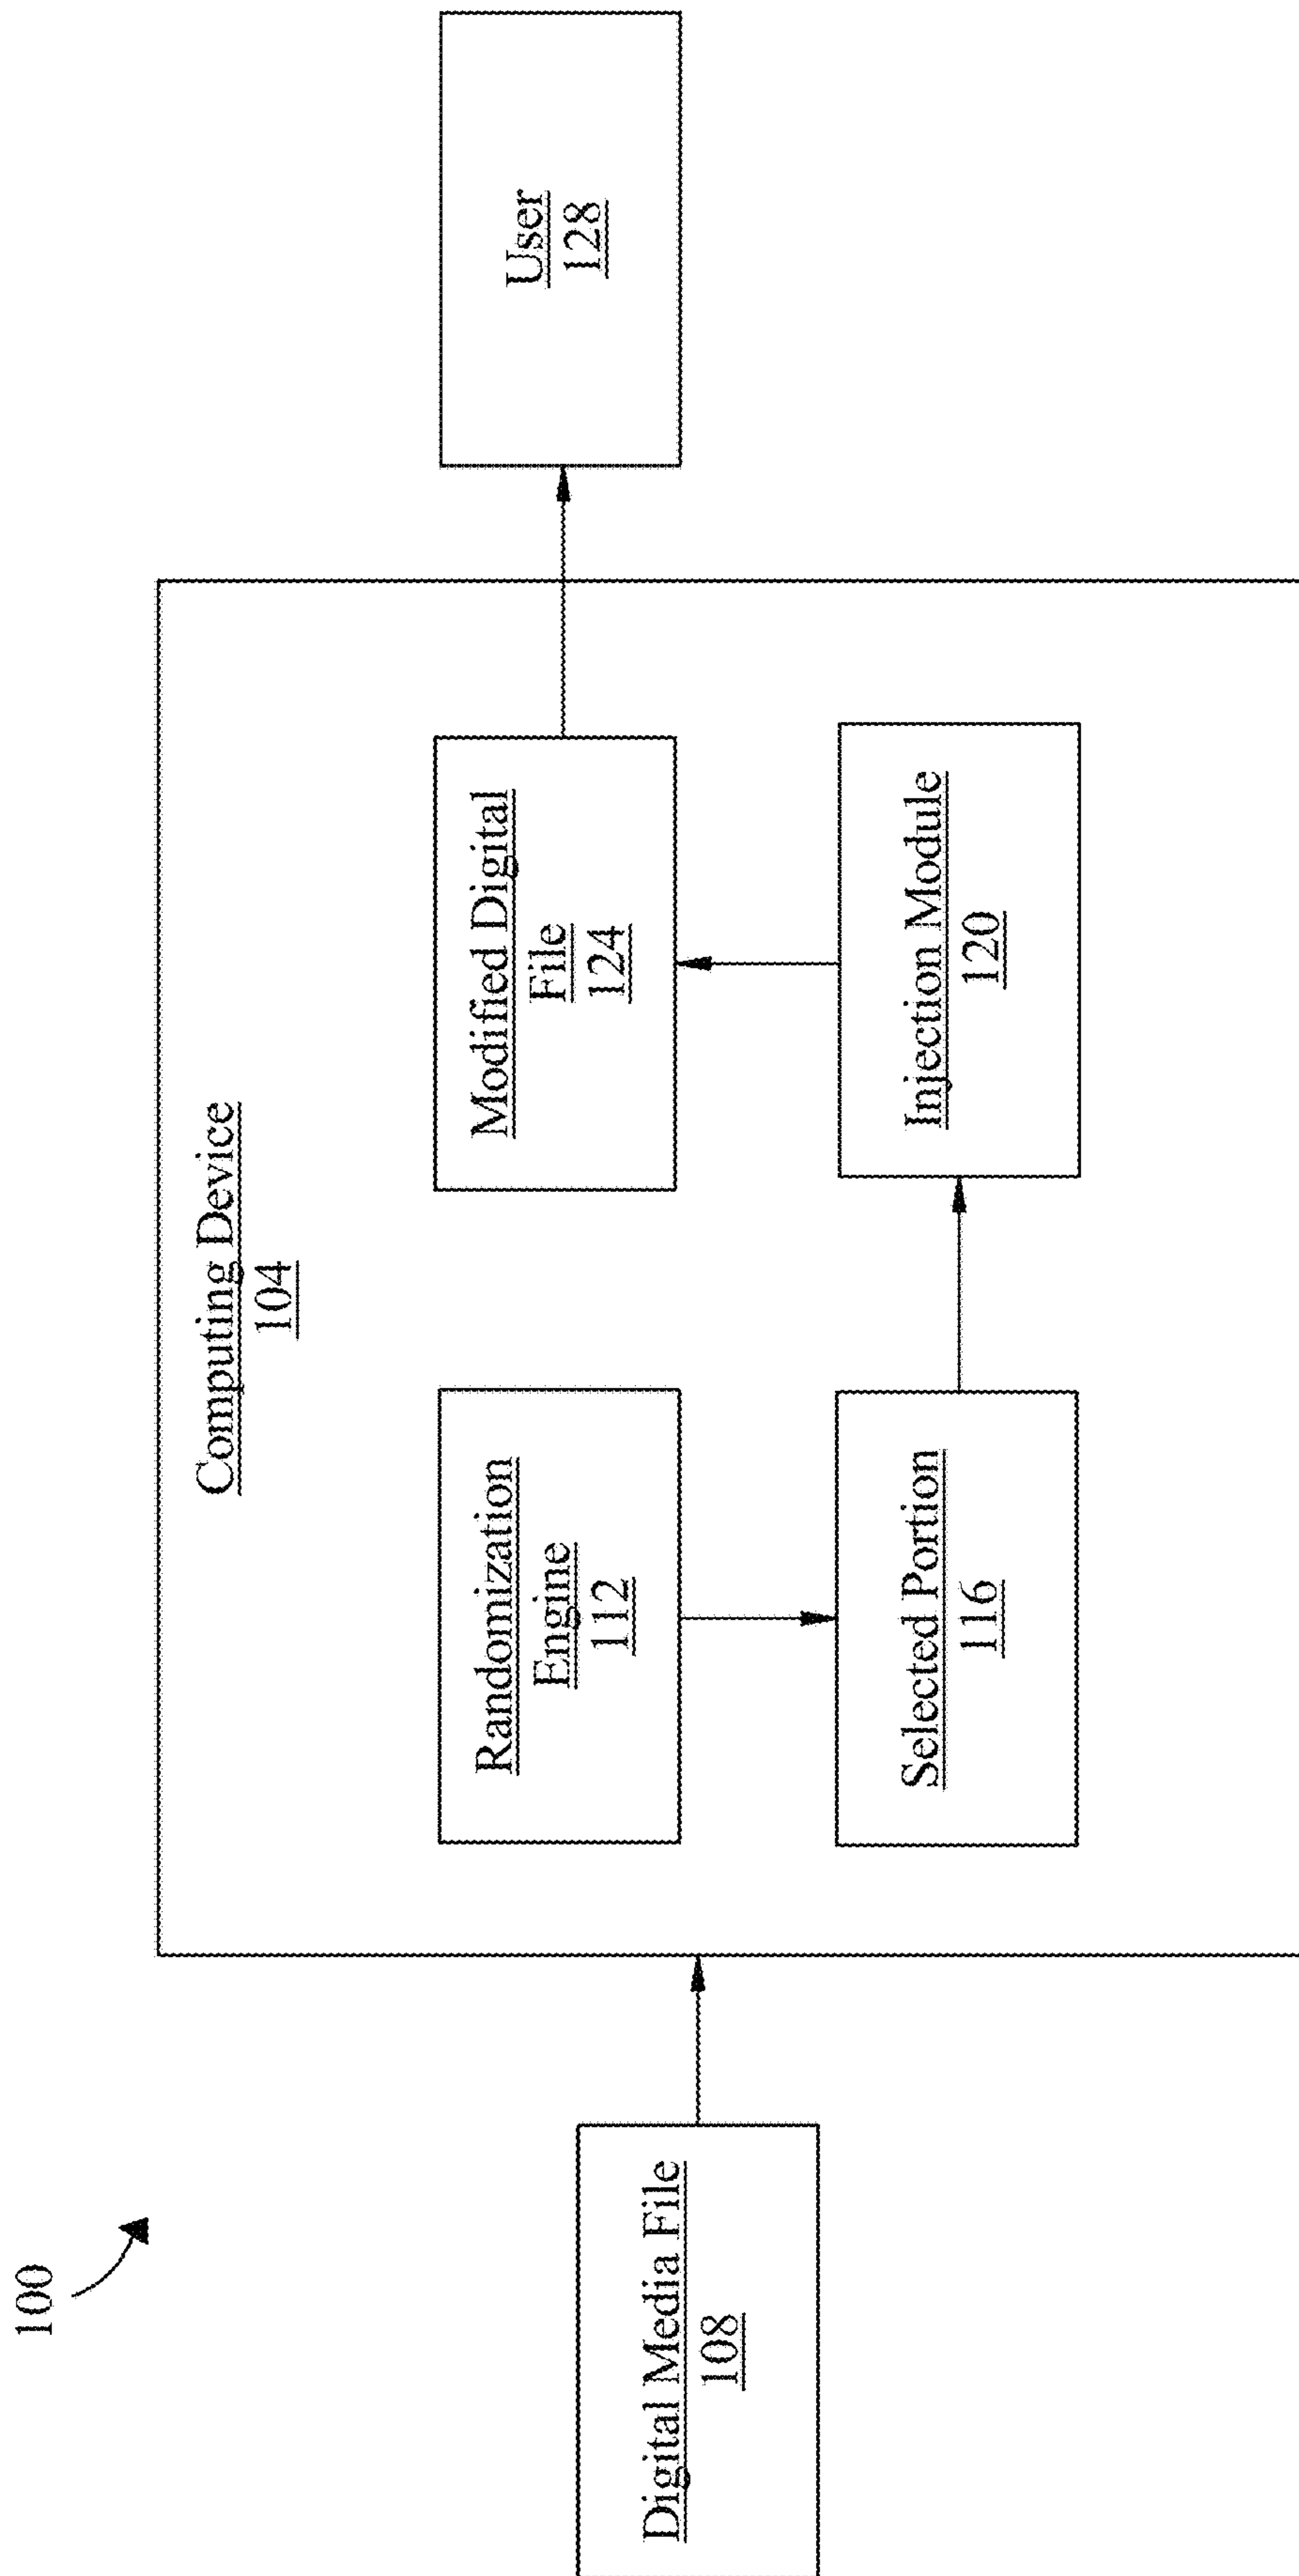 100
Computing Device
104
Digital Media File
108
Randomization
Engine
112
Selected Portion
116
Modified Digital
File
124
Injection Module
120
User
128